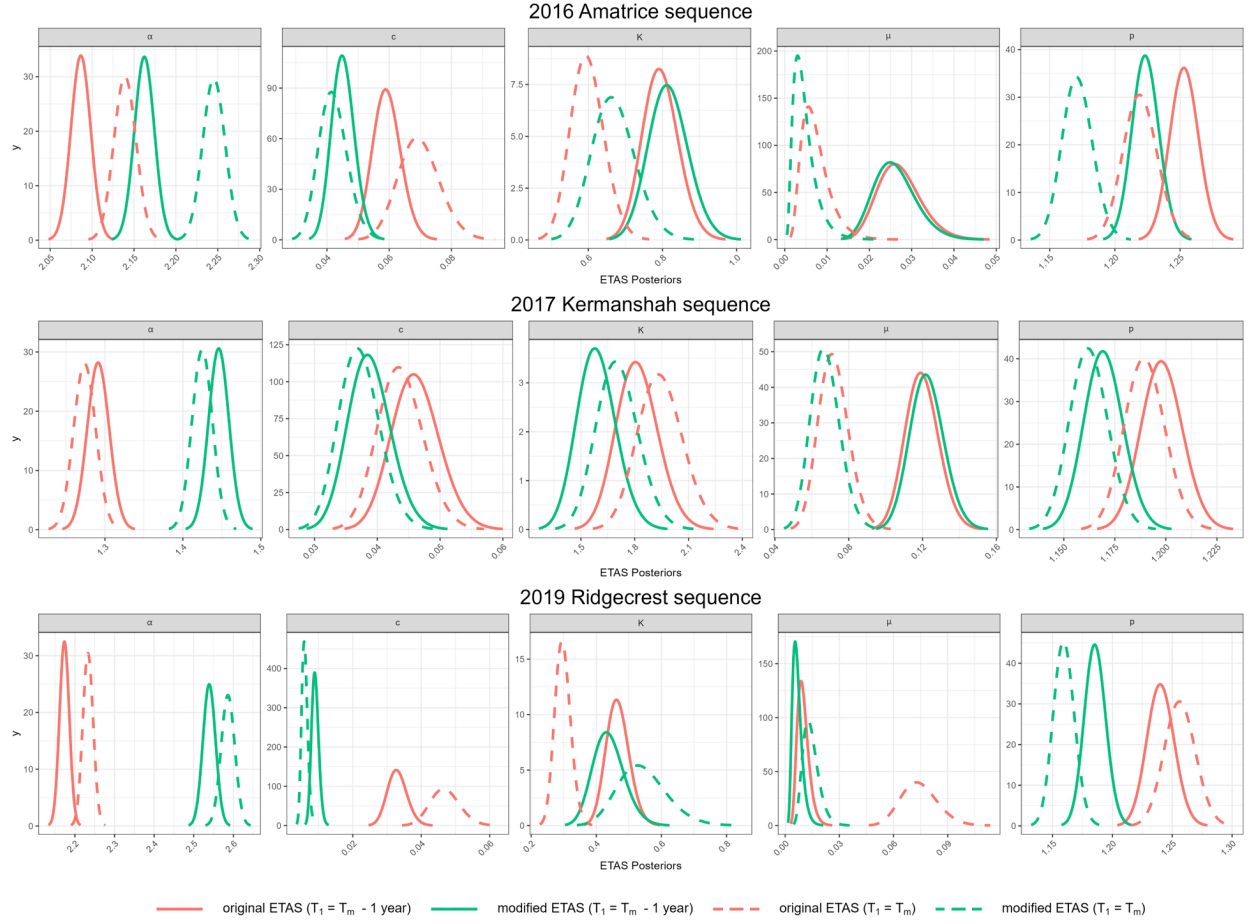 2016 Amatrice sequence
α c K μ p
y
30 20 10 0
90 60 30 0
7.5 5.0 2.5 0.0
200 150 100 50 0
40 30 20 10 0
2.05 2.10 2.15 2.20 2.25 2.30
0.04 0.06 0.08
0.6 0.8 1.0
0.00 0.01 0.02 0.03 0.04 0.05
1.15 1.20 1.25
ETAS Posteriors
2017 Kermanshah sequence
α c K μ p
y
30 20 10 0
125 100 75 50 25 0
3 2 1 0
50 40 30 20 10 0
40 30 20 10 0
1.3 1.4 1.5
0.03 0.04 0.05 0.06
1.5 1.8 2.1 2.4
0.04 0.08 0.12 0.16
1.150 1.175 1.200 1.225
ETAS Posteriors
2019 Ridgecrest sequence
α c K μ p
y
30 20 10 0
400 300 200 100 0
15 10 5 0
150 100 50 0
40 30 20 10 0
2.2 2.3 2.4 2.5 2.6
0.02 0.04 0.06
0.2 0.4 0.6 0.8
0.00 0.03 0.06 0.09
1.15 1.20 1.25 1.30
ETAS Posteriors
original ETAS (T₁ = Tₘ - 1 year) modified ETAS (T₁ = Tₘ - 1 year) original ETAS (T₁ = Tₘ) modified ETAS (T₁ = Tₘ)